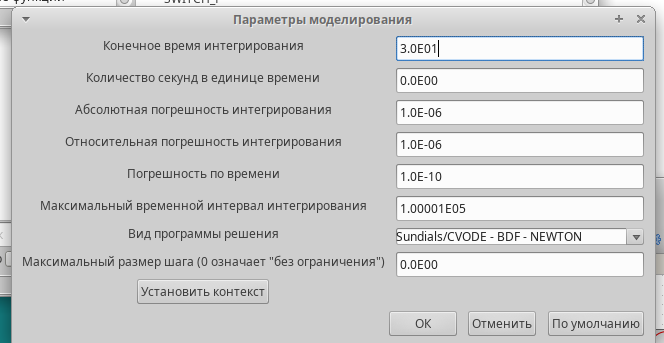 Параметры моделирования
Конечное время интегрирования 3.0E01
Количество секунд в единице времени 0.0E00
Абсолютная погрешность интегрирования 1.0E-06
Относительная погрешность интегрирования 1.0E-06
Погрешность по времени 1.0E-10
Максимальный временной интервал интегрирования 1.00001E05
Вид программы решения Sundials/CVODE - BDF - NEWTON
Максимальный размер шага (0 означает "без ограничения") 0.0E00
Установить контекст
ОК Отменить По умолчанию